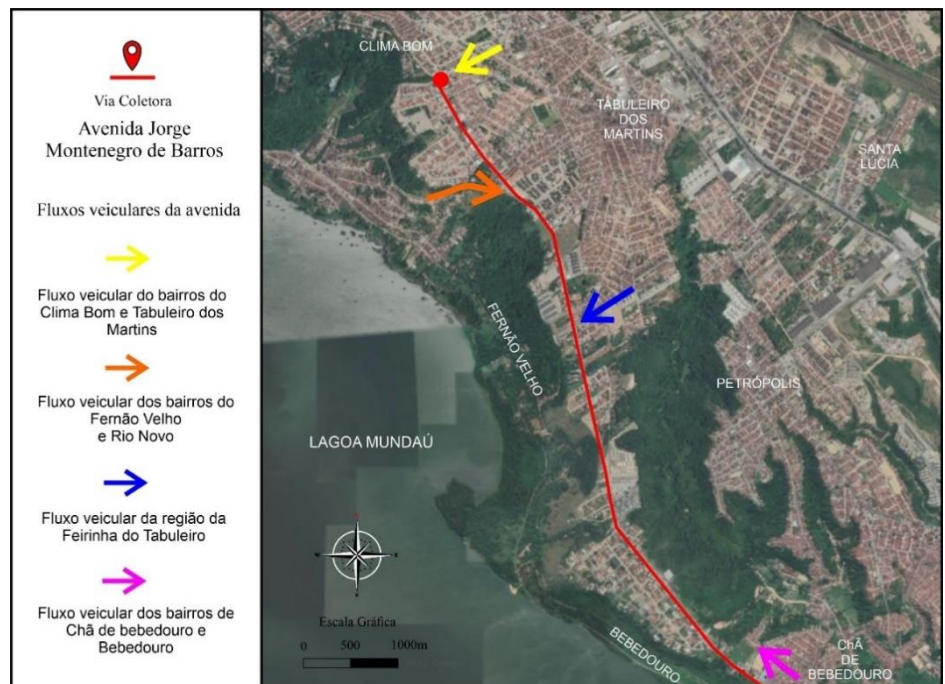 Via Coletora
Avenida Jorge
Montenegro de Barros
Fluxos veiculares da avenida
Fluxo veicular do bairros do
Clima Bom e Tabuleiro dos
Martins
Fluxo veicular dos bairros do
Fernão Velho
e Rio Novo
Fluxo veicular da região da
Feirinha do Tabuleiro
Fluxo veicular dos bairros de
Chã de bebedouro e
Bebedouro
CLIMA BOM
TABULEIRO
DOS
MARTINS
SANTA
LÚCIA
FERNÃO VELHO
PETRÓPOLIS
LAGOA MUNDAÚ
Escala Gráfica
0 500 1000m
BEBEDOURO
ChÃ
DE
BEBEDOURO